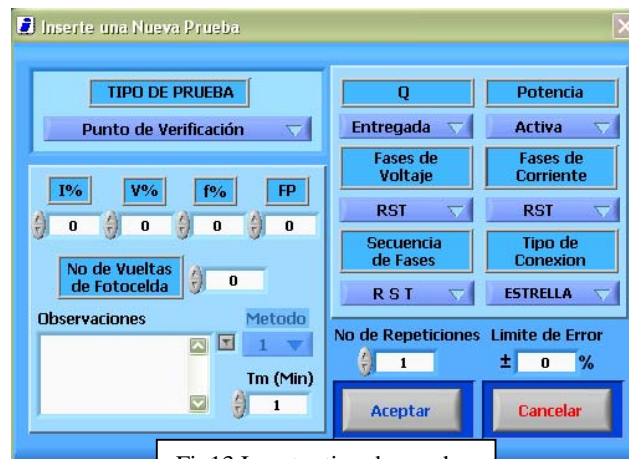 Inserte una Nueva Prueba
TIPO DE PRUEBA
Punto de Verificación
I% V% f% FP
0 0 0 0
No de Vueltas
de Fotocelda
0
Observaciones
Metodo
1
Tm (Min)
1
Q Potencia
Entregada Activa
Fases de
Voltaje
Fases de
Corriente
RST RST
Secuencia
de Fases
Tipo de
Conexion
R S T ESTRELLA
No de Repeticiones Limite de Error
1 ± 0 %
Aceptar Cancelar